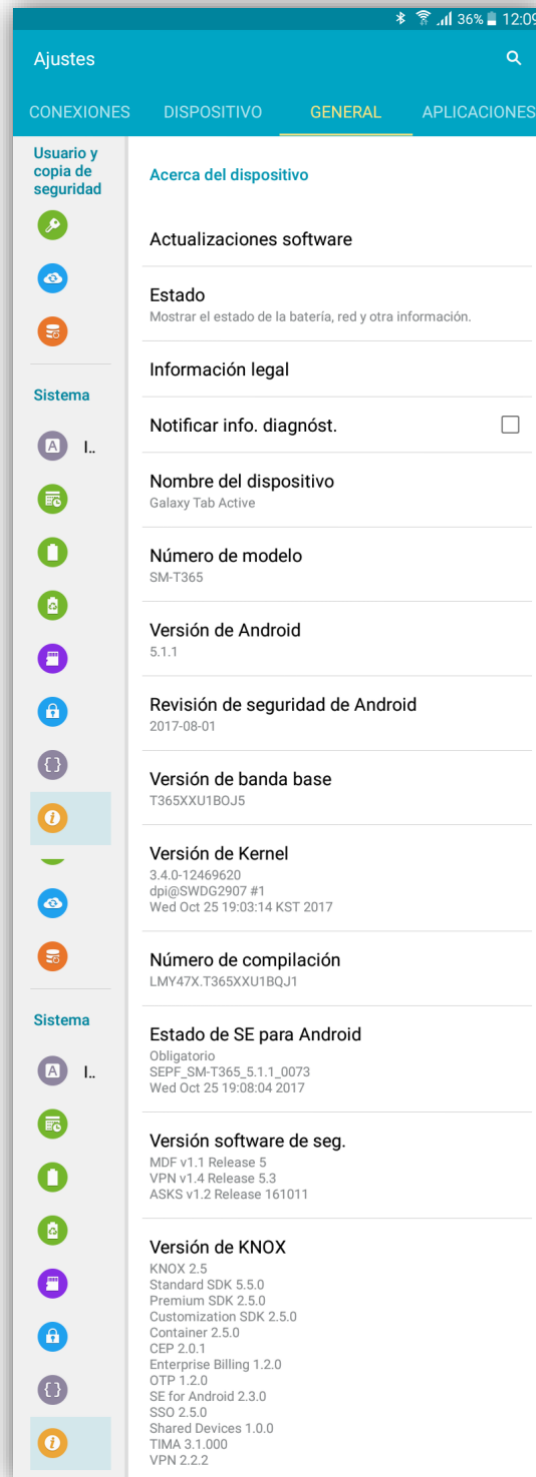 36% 12:09
Ajustes
CONEXIONES DISPOSITIVO GENERAL APLICACIONES
Usuario y
copia de
seguridad
Sistema
A I..
Sistema
A I..
Acerca del dispositivo
Actualizaciones software
Estado
Mostrar el estado de la batería, red y otra información.
Información legal
Notificar info. diagnóst.
Nombre del dispositivo
Galaxy Tab Active
Número de modelo
SM-T365
Versión de Android
5.1.1
Revisión de seguridad de Android
2017-08-01
Versión de banda base
T365XXU1BOJ5
Versión de Kernel
3.4.0-12469620
dpi@SWDG2907 #1
Wed Oct 25 19:03:14 KST 2017
Número de compilación
LMY47X.T365XXU1BQJ1
Estado de SE para Android
Obligatorio
SEPF_SM-T365_5.1.1_0073
Wed Oct 25 19:08:04 2017
Versión software de seg.
MDF v1.1 Release 5
VPN v1.4 Release 5.3
ASKS v1.2 Release 161011
Versión de KNOX
KNOX 2.5
Standard SDK 5.5.0
Premium SDK 2.5.0
Customization SDK 2.5.0
Container 2.5.0
CEP 2.0.1
Enterprise Billing 1.2.0
OTP 1.2.0
SE for Android 2.3.0
SSO 2.5.0
Shared Devices 1.0.0
TIMA 3.1.000
VPN 2.2.2